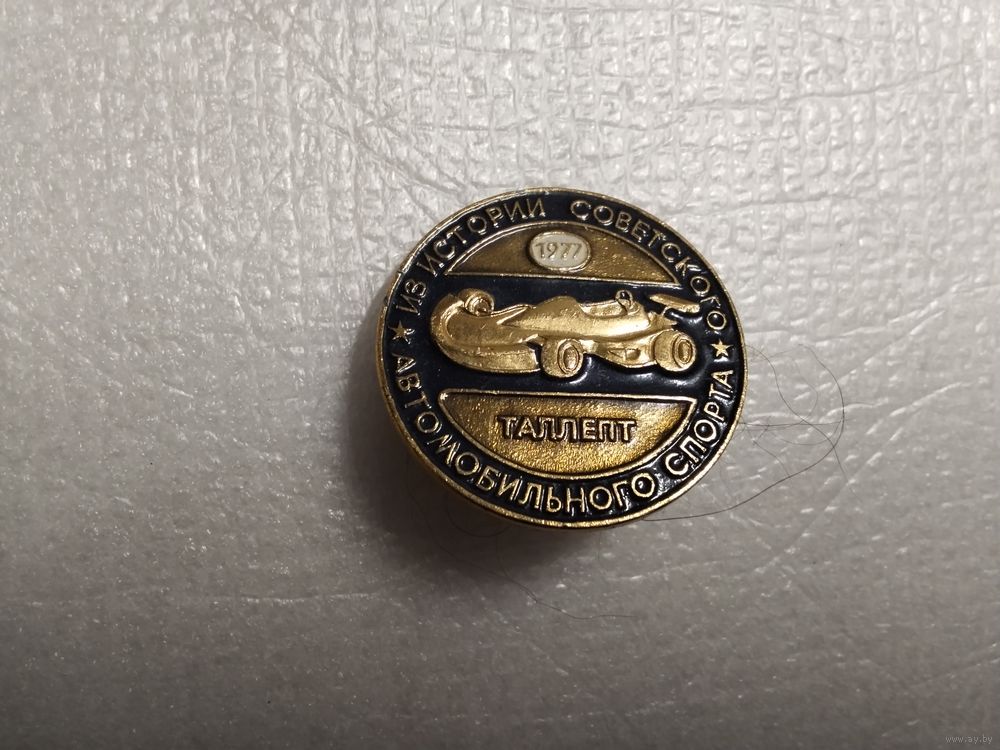 ИЗ ИСТОРИИ СОВЕТСКОГО
1977
ТАЛЛЕПТ
★ АВТОМОБИЛЬНОГО СПОРТА ★
www.ay.by